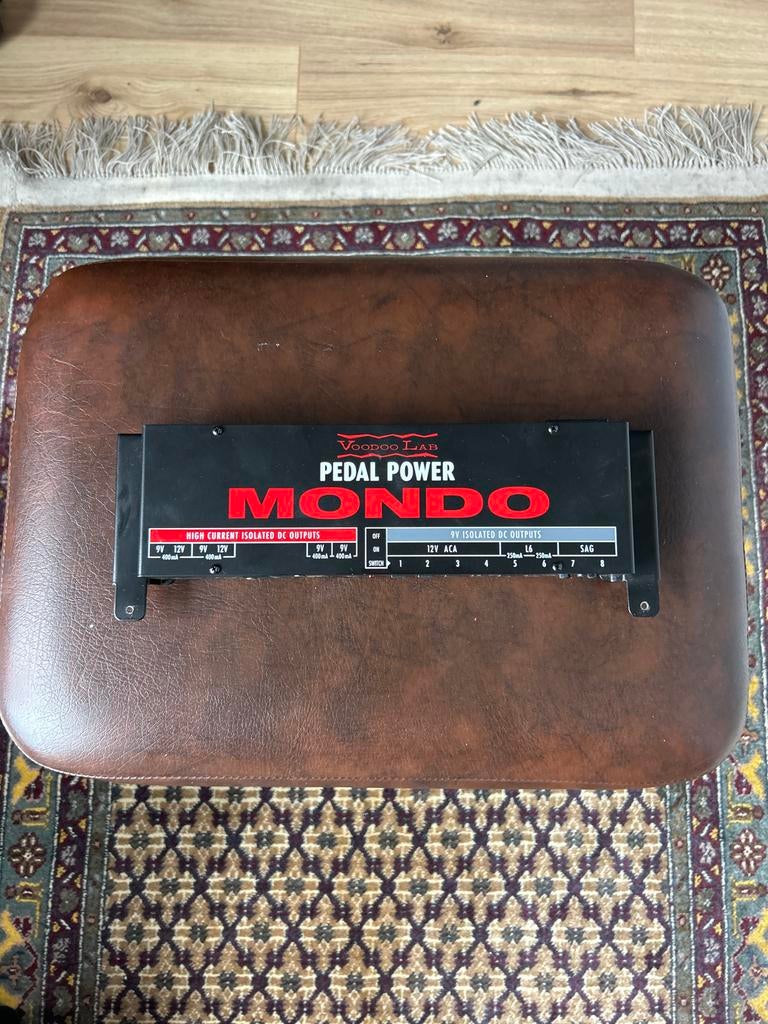 VOODOO LAB
PEDAL POWER
MONDO
HIGH CURRENT ISOLATED DC OUTPUTS
9V 12V 9V 12V 9V 9V
400mA 400mA 400mA 400mA
OFF
ON
SWITCH
9V ISOLATED DC OUTPUTS
12V ACA L6 SAG
250mA 250mA
1 2 3 4 5 6 7 8